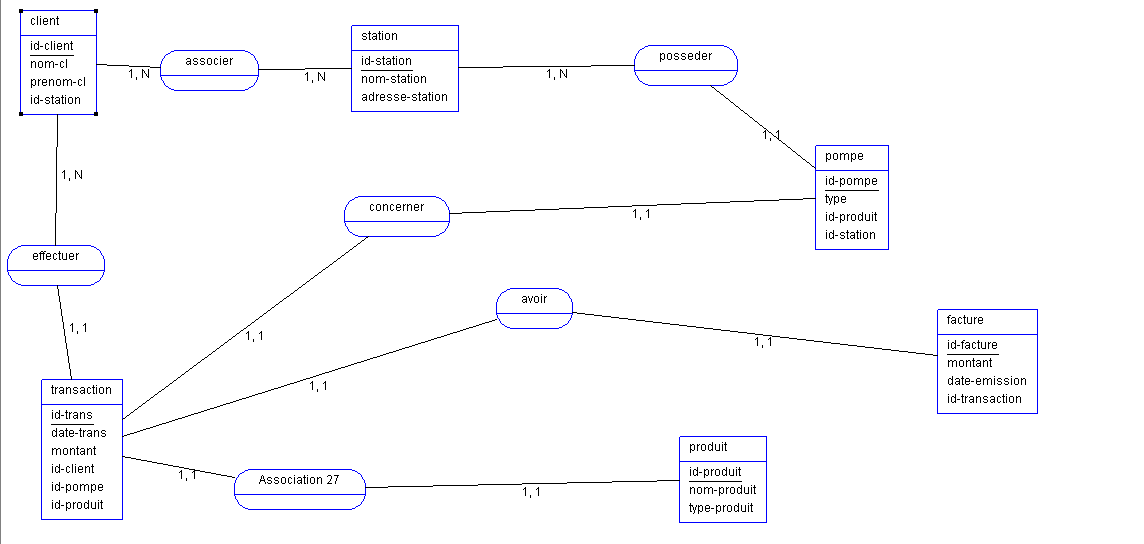 client
id-client
nom-cl
prenom-cl
id-station
1, N
associer
1, N
station
id-station
nom-station
adresse-station
1, N
posseder
1, 1
pompe
id-pompe
type
id-produit
id-station
1, N
effectuer
1, 1
concerner
1, 1
1, 1
avoir
1, 1
1, 1
facture
id-facture
montant
date-emission
id-transaction
transaction
id-trans
date-trans
montant
id-client
id-pompe
id-produit
1, 1
Association 27
1, 1
produit
id-produit
nom-produit
type-produit